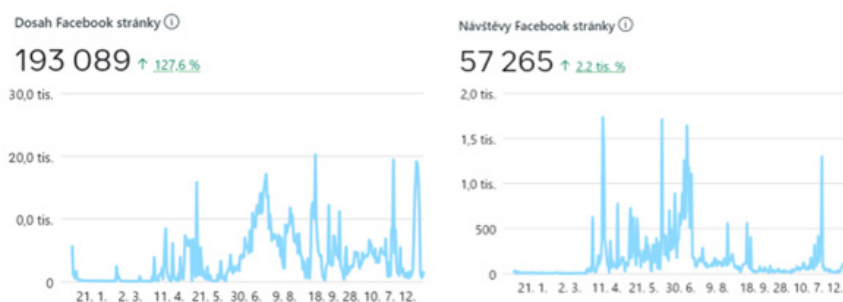 Dosah Facebook stránky
193 089 ↑ 127,6 %
30,0 tis.
20,0 tis.
0,0 tis.
0
21. 1. 2. 3. 11. 4. 21. 5. 30. 6. 9. 8. 18. 9. 28. 10. 7. 12.
Návštěvy Facebook stránky
57 265 ↑ 2.2 tis. %
2,0 tis.
1,5 tis.
1,0 tis.
500
0
21. 1. 2. 3. 11. 4. 21. 5. 30. 6. 9. 8. 18. 9. 28. 10. 7. 12.